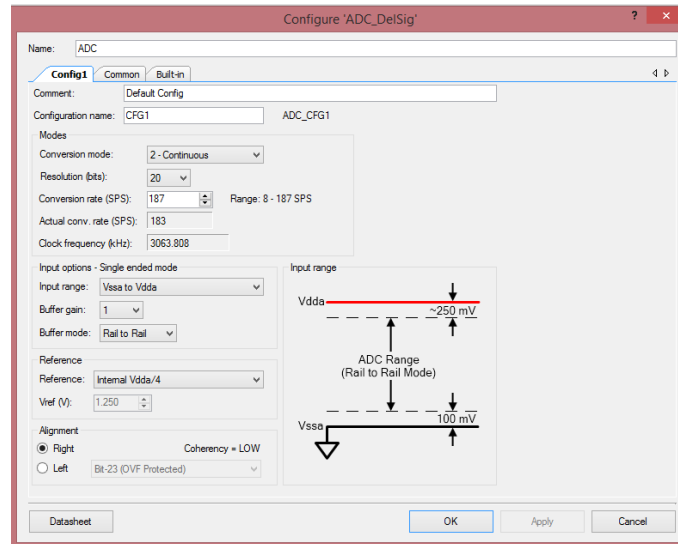 Configure 'ADC_DelSig'
? ×
Name: ADC
Config1 Common Built-in
Comment: Default Config
Configuration name: CFG1 ADC_CFG1
Modes
Conversion mode: 2 - Continuous
Resolution (bits): 20
Conversion rate (SPS): 187 Range: 8 - 187 SPS
Actual conv. rate (SPS): 183
Clock frequency (kHz): 3063.808
Input options - Single ended mode
Input range: Vssa to Vdda
Buffer gain: 1
Buffer mode: Rail to Rail
Reference
Reference: Internal Vdda/4
Vref (V): 1.250
Alignment
Right Coherency = LOW
Left Bit-23 (OVF Protected)
Input range
Vdda
~250 mV
ADC Range
(Rail to Rail Mode)
Vssa
100 mV
Datasheet OK Apply Cancel